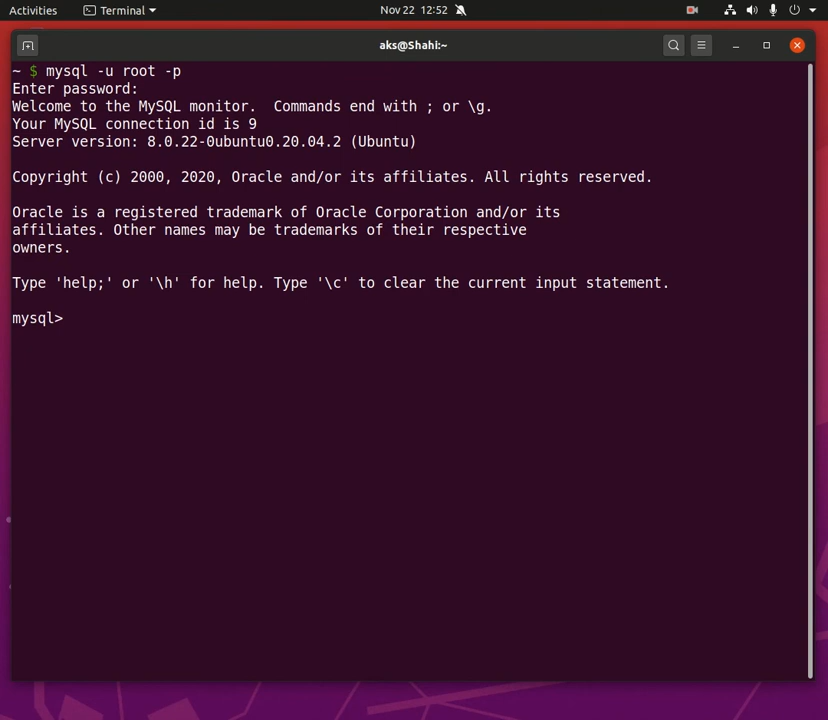 Activities Terminal Nov 22 12:52
aks@Shahi:~
~ $ mysql -u root -p
Enter password:
Welcome to the MySQL monitor.  Commands end with ; or \g.
Your MySQL connection id is 9
Server version: 8.0.22-0ubuntu0.20.04.2 (Ubuntu)
Copyright (c) 2000, 2020, Oracle and/or its affiliates. All rights reserved.
Oracle is a registered trademark of Oracle Corporation and/or its
affiliates. Other names may be trademarks of their respective
owners.
Type 'help;' or '\h' for help. Type '\c' to clear the current input statement.
mysql>